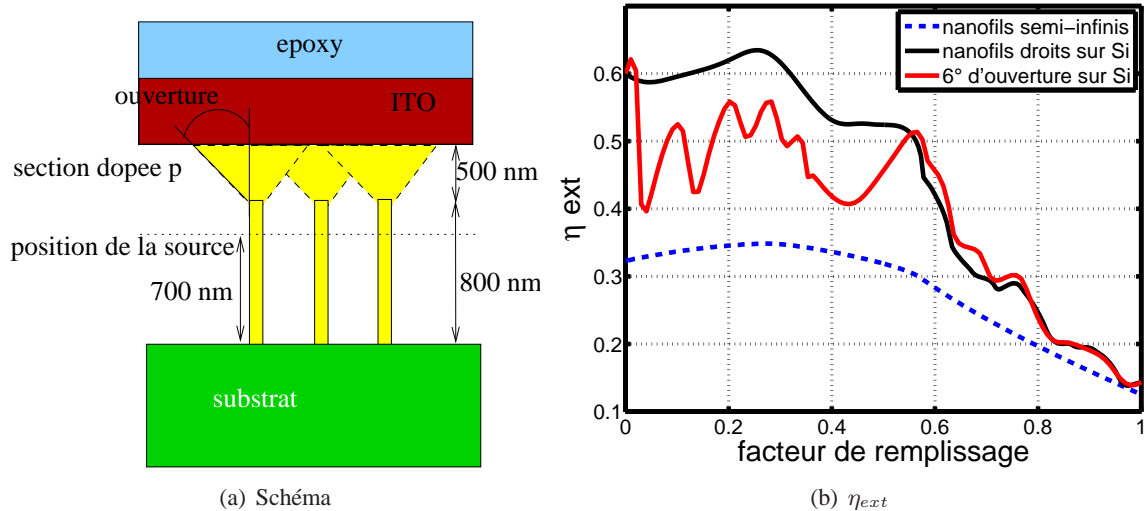 epoxy
ouverture
ITO
section dopee p
500 nm
position de la source
700 nm
800 nm
substrat
(a) Schéma
nanofils semi−infinis
nanofils droits sur Si
6° d'ouverture sur Si
0.6
0.5
0.4
0.3
0.2
0.1
η ext
0 0.2 0.4 0.6 0.8 1
facteur de remplissage
(b) ηext